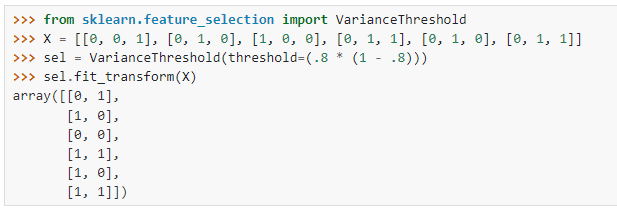 >>> from sklearn.feature_selection import VarianceThreshold
>>> X = [[0, 0, 1], [0, 1, 0], [1, 0, 0], [0, 1, 1], [0, 1, 0], [0, 1, 1]]
>>> sel = VarianceThreshold(threshold=(.8 * (1 - .8)))
>>> sel.fit_transform(X)
array([[0, 1],
       [1, 0],
       [0, 0],
       [1, 1],
       [1, 0],
       [1, 1]])